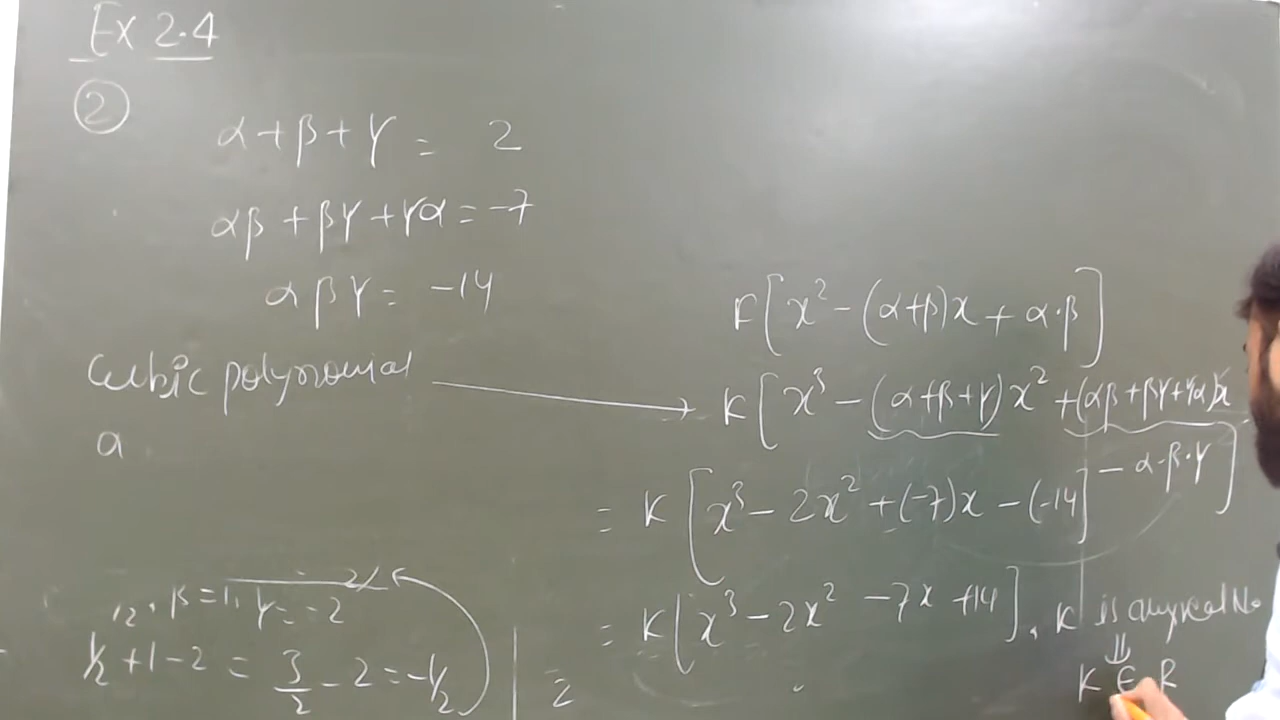 Ex 2.4
②
α+β+γ = 2
αβ+βγ+γα=-7
αβγ= -14
Cubic polynomial
a
K[x²-(α+β)x+α·β]
K[x³-(α+β+γ)x²+(αβ+βγ+γα)x
-α·β·γ]
= K[x³-2x²+(-7)x-(-14]
= K[x³-2x²-7x+14], K is any real No
⇓
K ∈ R
β=1, γ=-2
½+1-2 = 3/2-2=-½
=